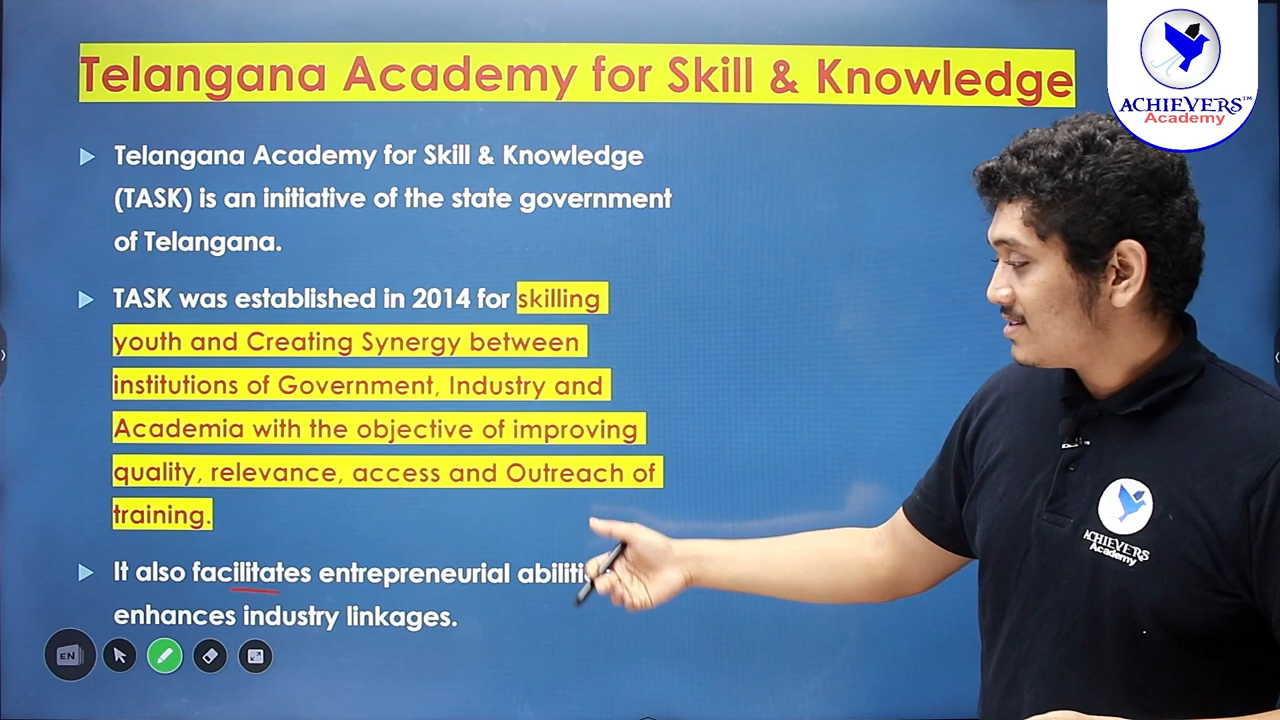 Telangana Academy for Skill & Knowledge
ACHIEVERS™
Academy
Telangana Academy for Skill & Knowledge
(TASK) is an initiative of the state government
of Telangana.
TASK was established in 2014 for skilling
youth and Creating Synergy between
institutions of Government, Industry and
Academia with the objective of improving
quality, relevance, access and Outreach of
training.
It also facilitates entrepreneurial
enhances industry linkages.
EN
ACHIEVERS
Academy